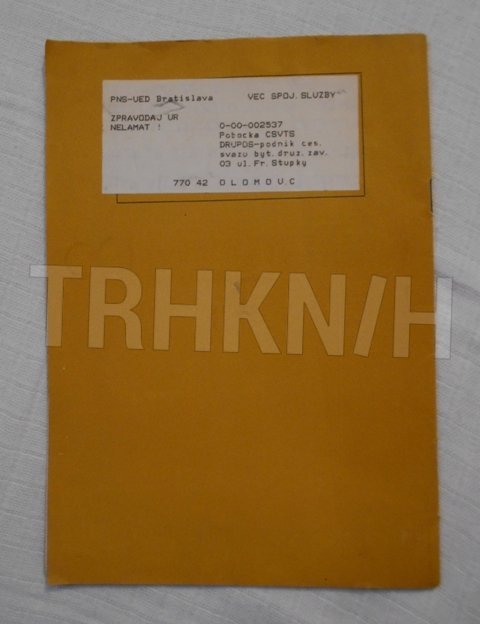 PNS-UED Bratislava VEC SPOJ.SLUZBY
ZPRAVODAJ UR
NELAMAT ! 0-00-002537
Pobocka CSVTS
DRUPOS-podnik ces.
svazu byt.druz.zav.
03 ul.Fr.Stupky
770 42 OLOMOUC
TRHKN/H